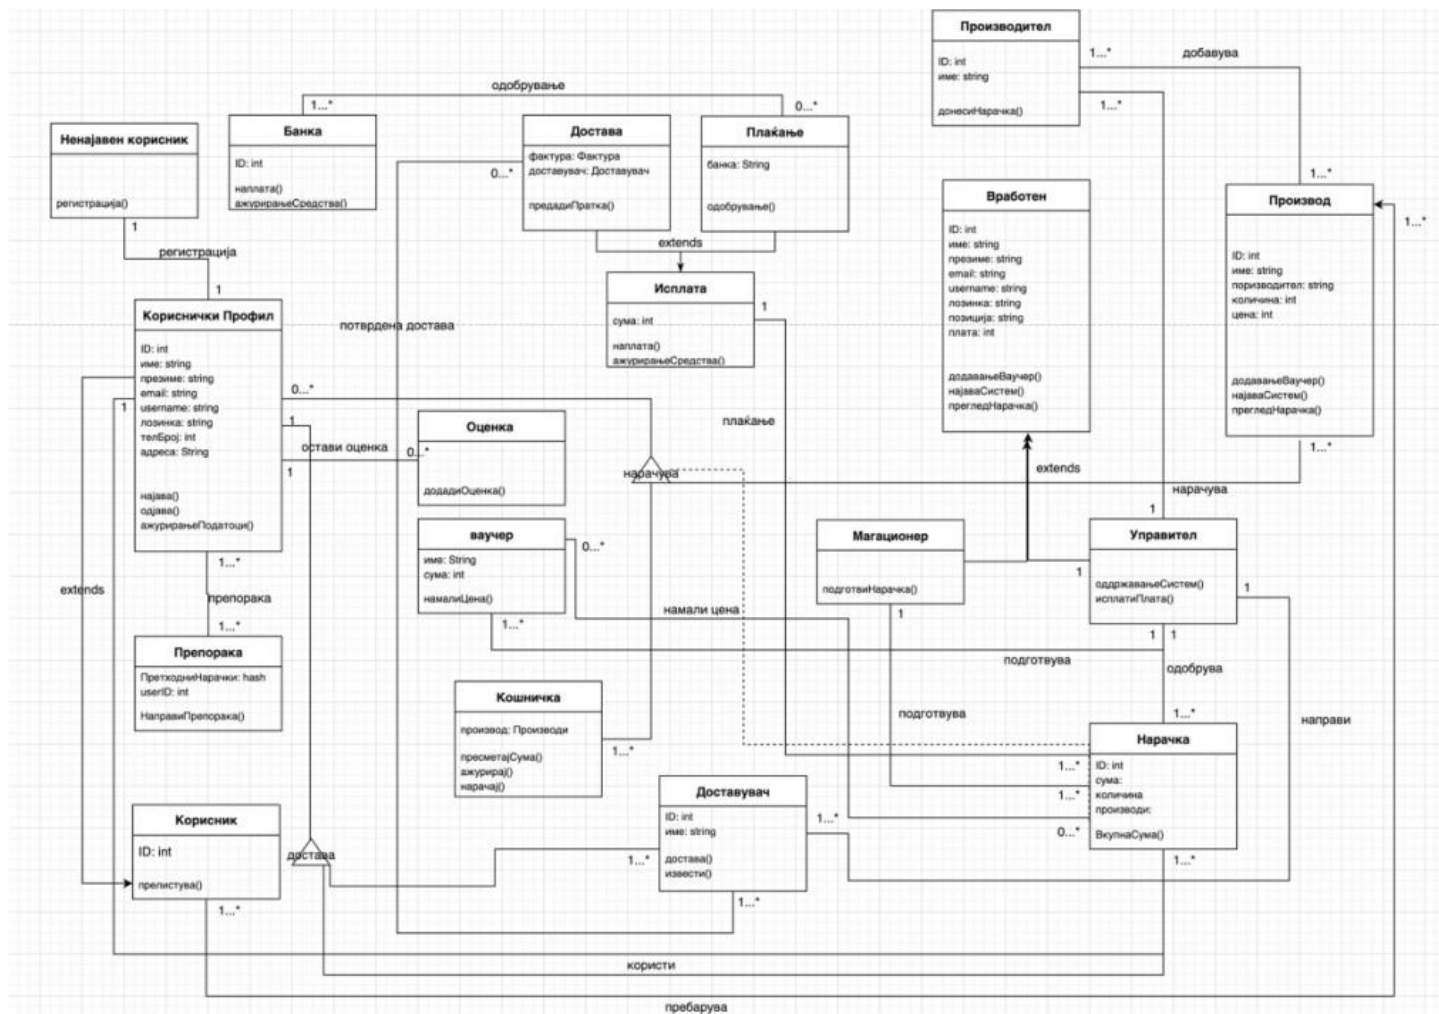 Производител
ID: int
име: string
донесиНарачка()
1...*
добавува
1...*
одобрување
1...*
0...*
Ненајавен корисник
регистрација()
1
Банка
ID: int
наплата()
ажурирањеСредства()
Достава
фактура: Фактура
доставувач: Доставувач
предадиПратка()
0...*
Плаќање
банка: String
одобрување()
extends
Вработен
ID: int
име: string
презиме: string
email: string
username: string
лозинка: string
позиција: string
плата: int
додавањеВаучер()
најаваСистем()
прегледНарачка()
1...*
Производ
ID: int
име: string
поризводител: string
количина: int
цена: int
додавањеВаучер()
најаваСистем()
прегледНарачка()
1...*
1...*
регистрација
1
Исплата
сума: int
наплата()
ажурирањеСредства()
1
Кориснички Профил
ID: int
име: string
презиме: string
email: string
username: string
лозинка: string
телБрој: int
адреса: String
најава()
одјава()
ажурирањеПодатоци()
потврдена достава
0...*
1
1
остави оценка
1
0...*
Оценка
додадиОценка()
плаќање
нарачува
extends
нарачува
1
1...*
extends
препорака
1...*
ваучер
име: String
сума: int
намалиЦена()
0...*
1...*
намали цена
Магационер
подготвиНарачка()
1
Управител
оддржавањеСистем()
исплатиПлата()
1
1
1
1
подготвува
одобрува
Препорака
ПретходниНарачки: hash
userID: int
НаправиПрепорака()
Кошничка
производ: Производи
пресметајСума()
ажурирај()
нарачај()
1...*
подготвува
1...*
направи
Нарачка
ID: int
сума:
количина
производи:
ВкупнаСума()
1...*
1...*
0...*
1...*
Доставувач
ID: int
име: string
достава()
извести()
1...*
1...*
1...*
Корисник
ID: int
прелистува()
1...*
достава
користи
пребарува